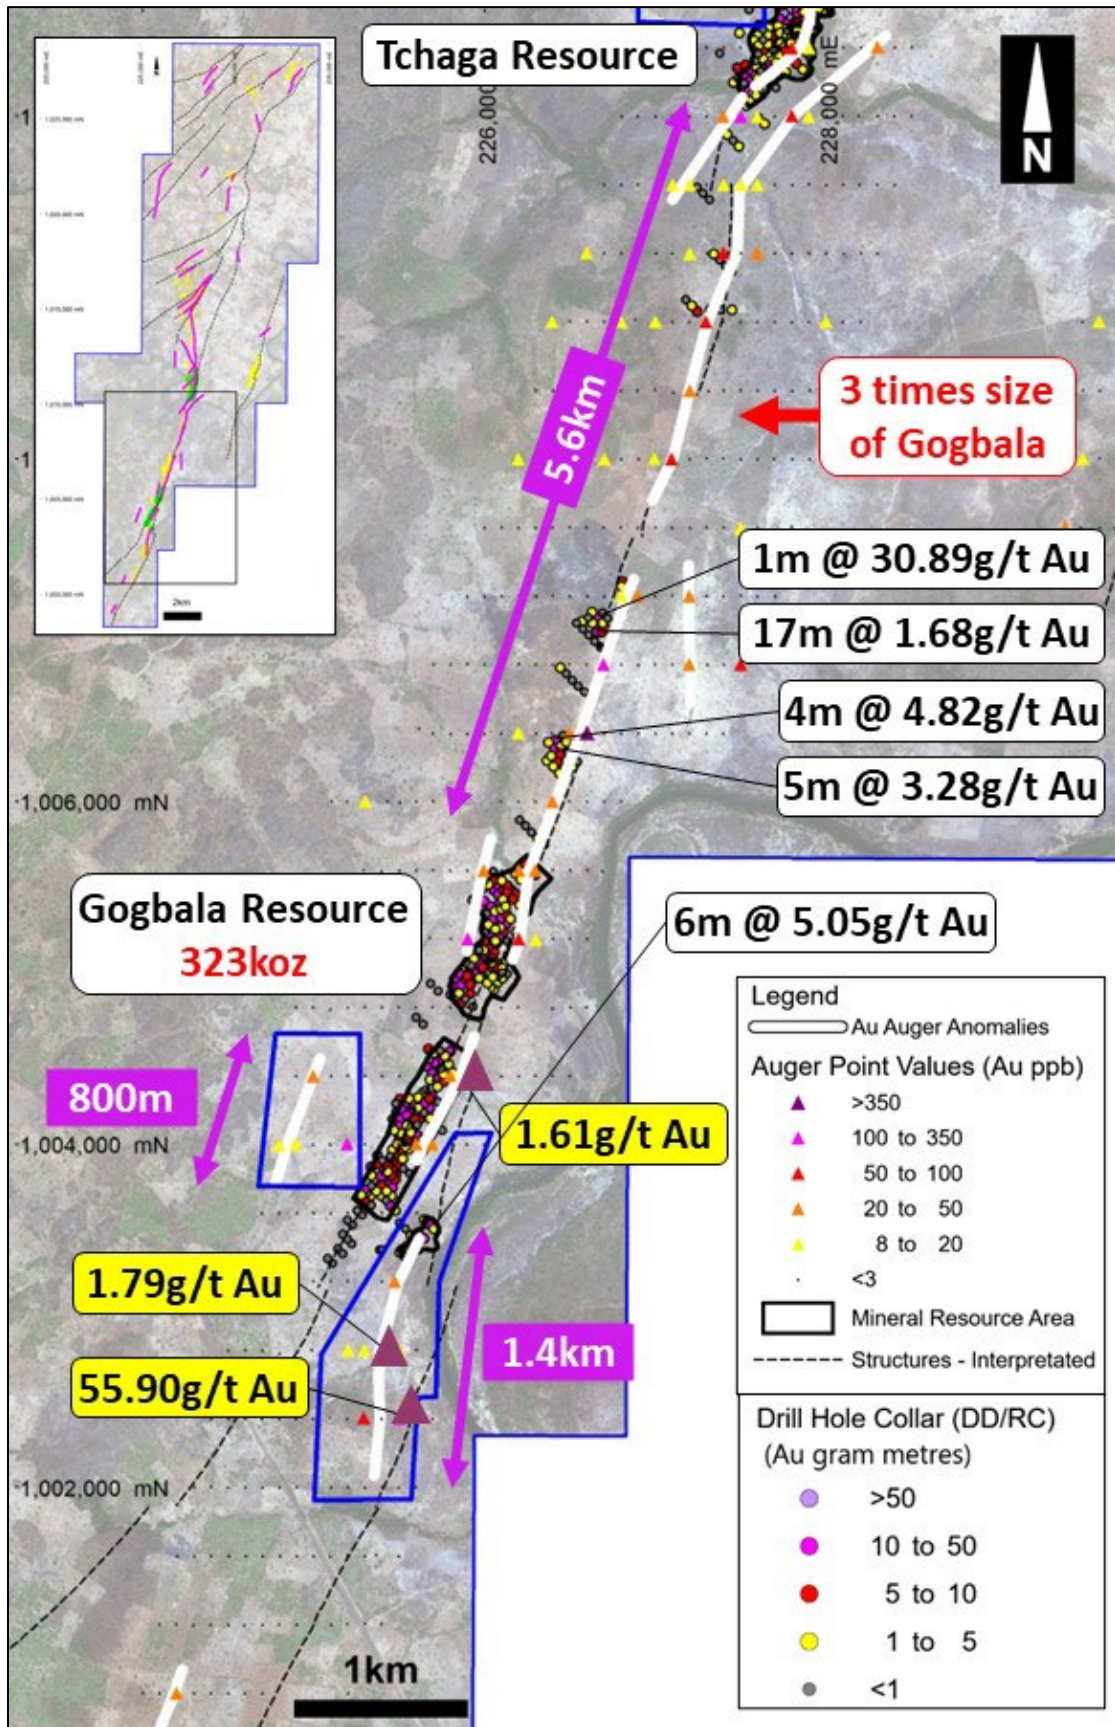 Tchaga Resource
226,000
228,000 mE
N
5.6km
3 times size
of Gogbala
1m @ 30.89g/t Au
17m @ 1.68g/t Au
4m @ 4.82g/t Au
5m @ 3.28g/t Au
1,006,000 mN
Gogbala Resource
323koz
6m @ 5.05g/t Au
800m
1.61g/t Au
1,004,000 mN
1.79g/t Au
1.4km
55.90g/t Au
1,002,000 mN
1km
2km
Legend
Au Auger Anomalies
Auger Point Values (Au ppb)
>350
100 to 350
50 to 100
20 to 50
8 to 20
<3
Mineral Resource Area
Structures - Interpretated
Drill Hole Collar (DD/RC)
(Au gram metres)
>50
10 to 50
5 to 10
1 to 5
<1